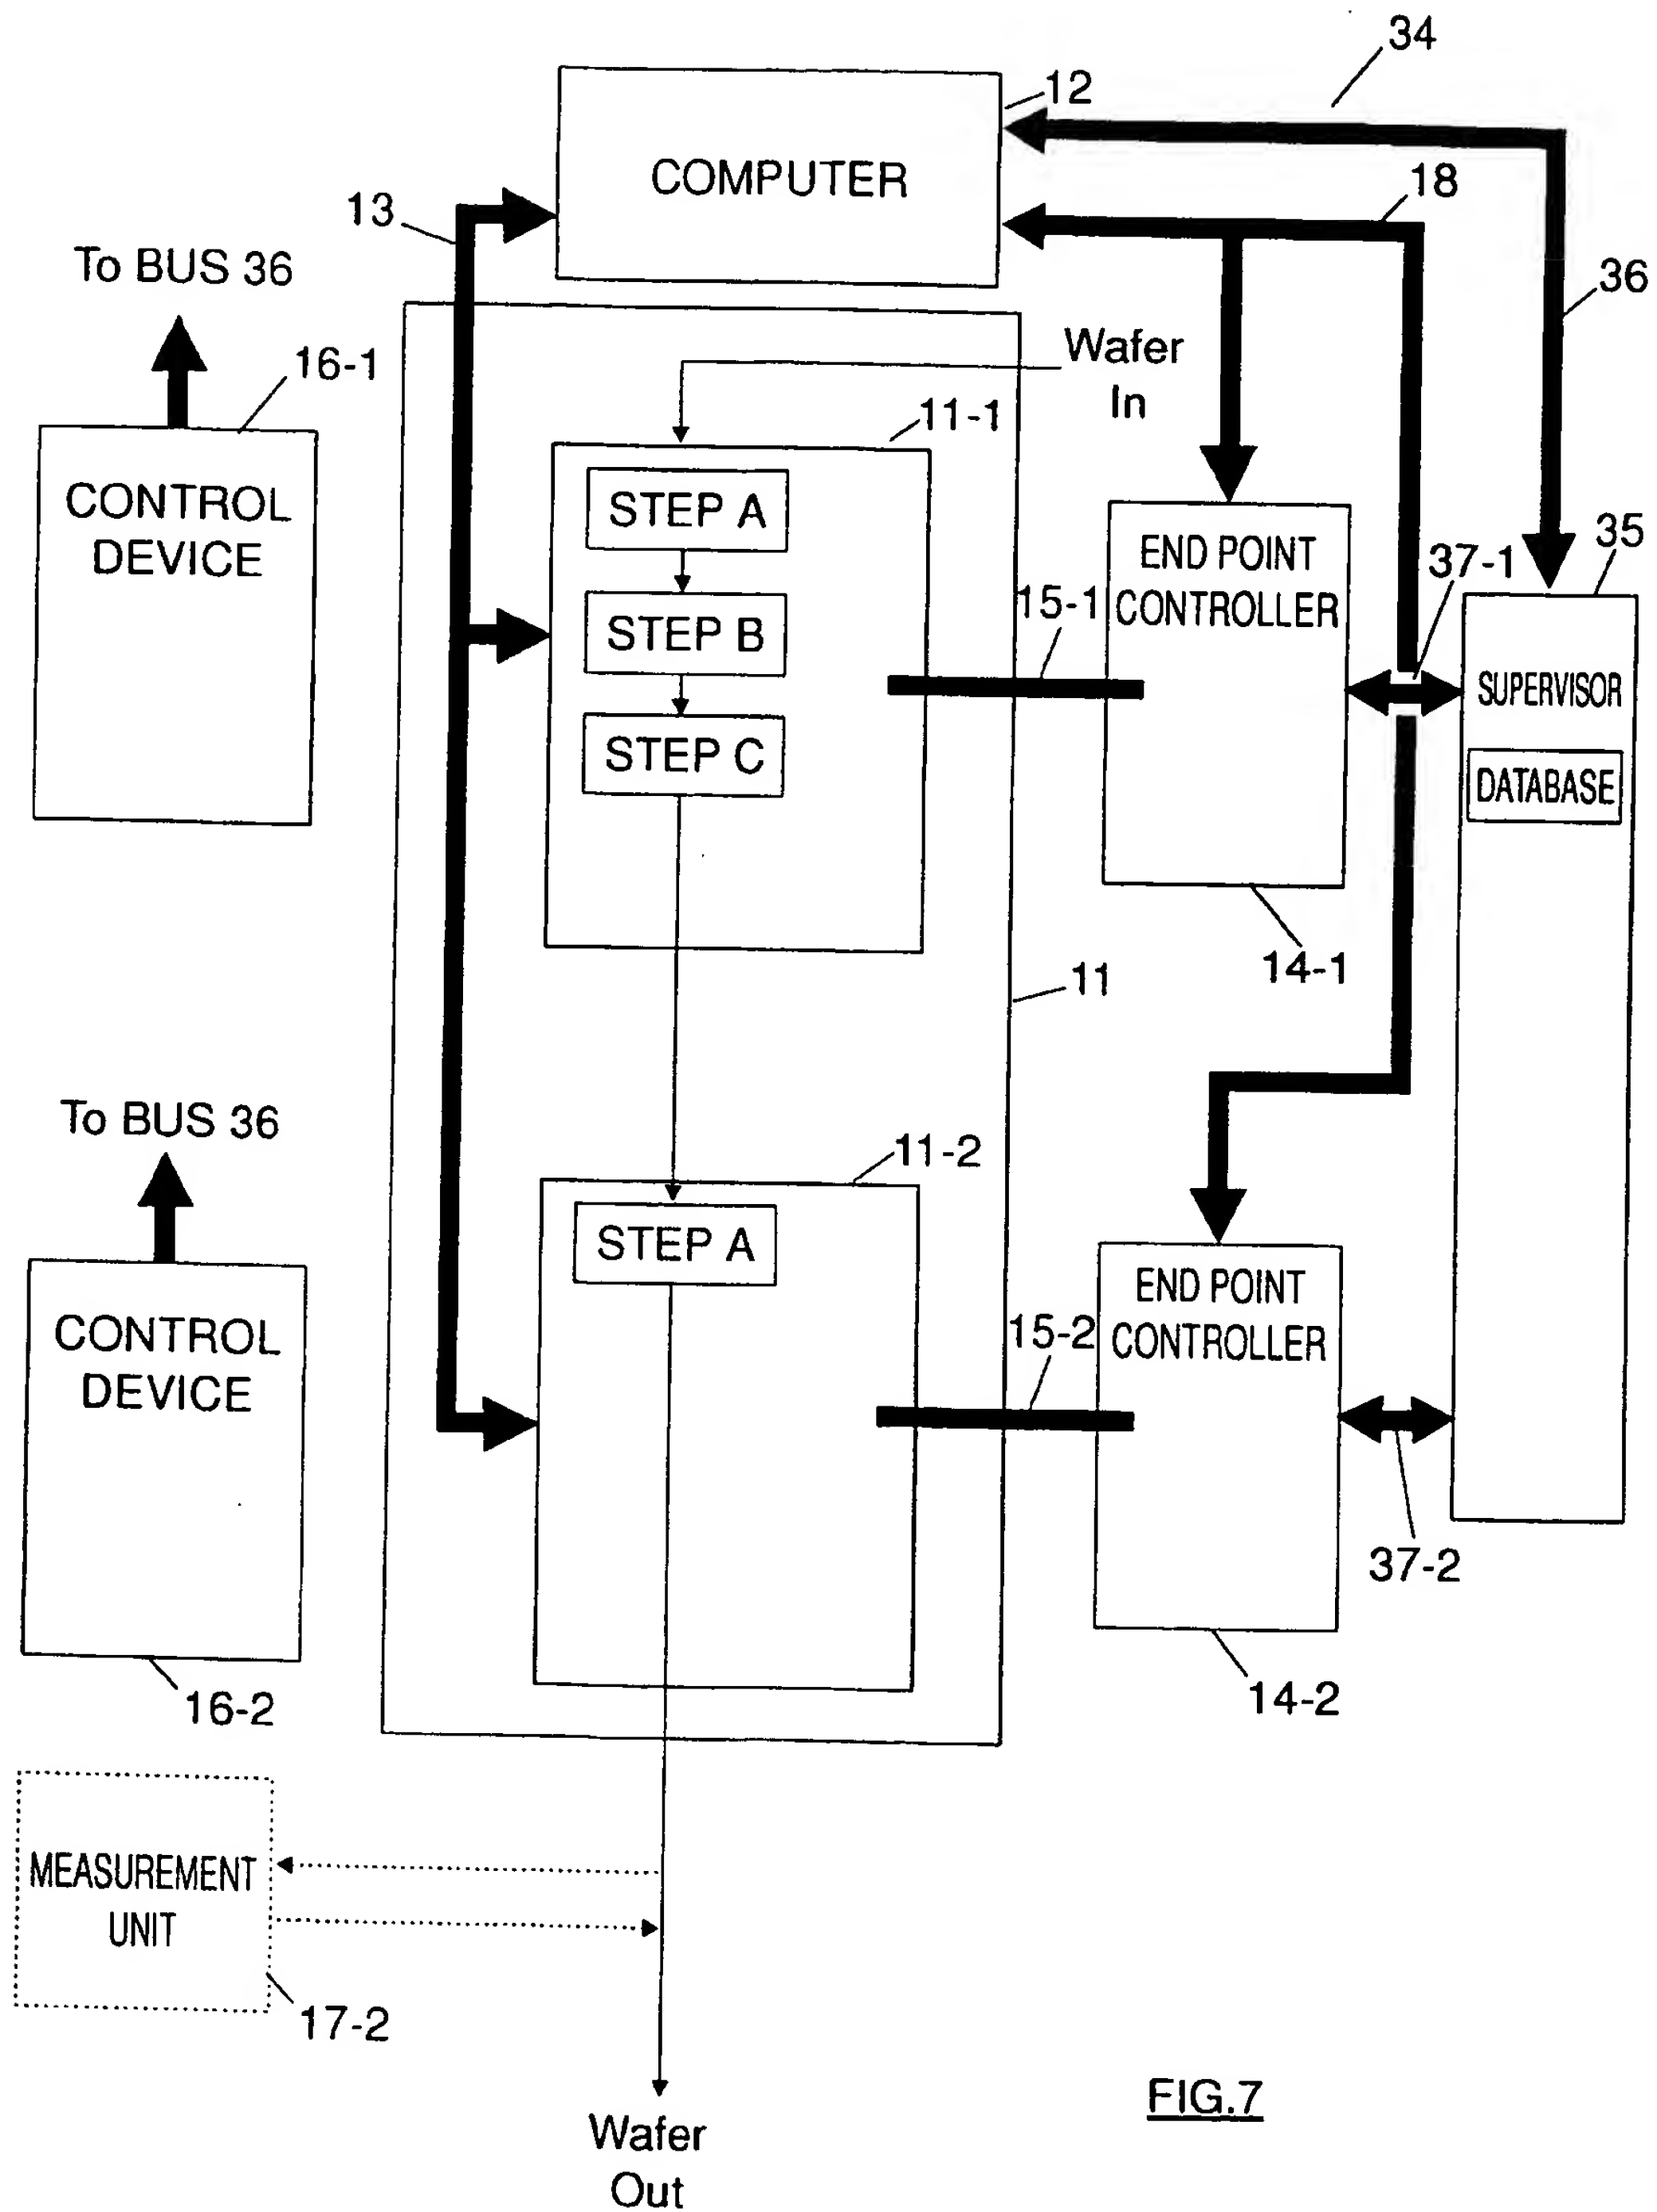 34
12
COMPUTER
18
13
To BUS 36
36
16-1
Wafer
In
11-1
CONTROL
DEVICE
STEP A
STEP B
STEP C
END POINT
CONTROLLER
15-1
37-1
35
SUPERVISOR
DATABASE
14-1
11
To BUS 36
11-2
STEP A
CONTROL
DEVICE
END POINT
CONTROLLER
15-2
37-2
16-2
14-2
MEASUREMENT
UNIT
17-2
FIG.7
Wafer
Out